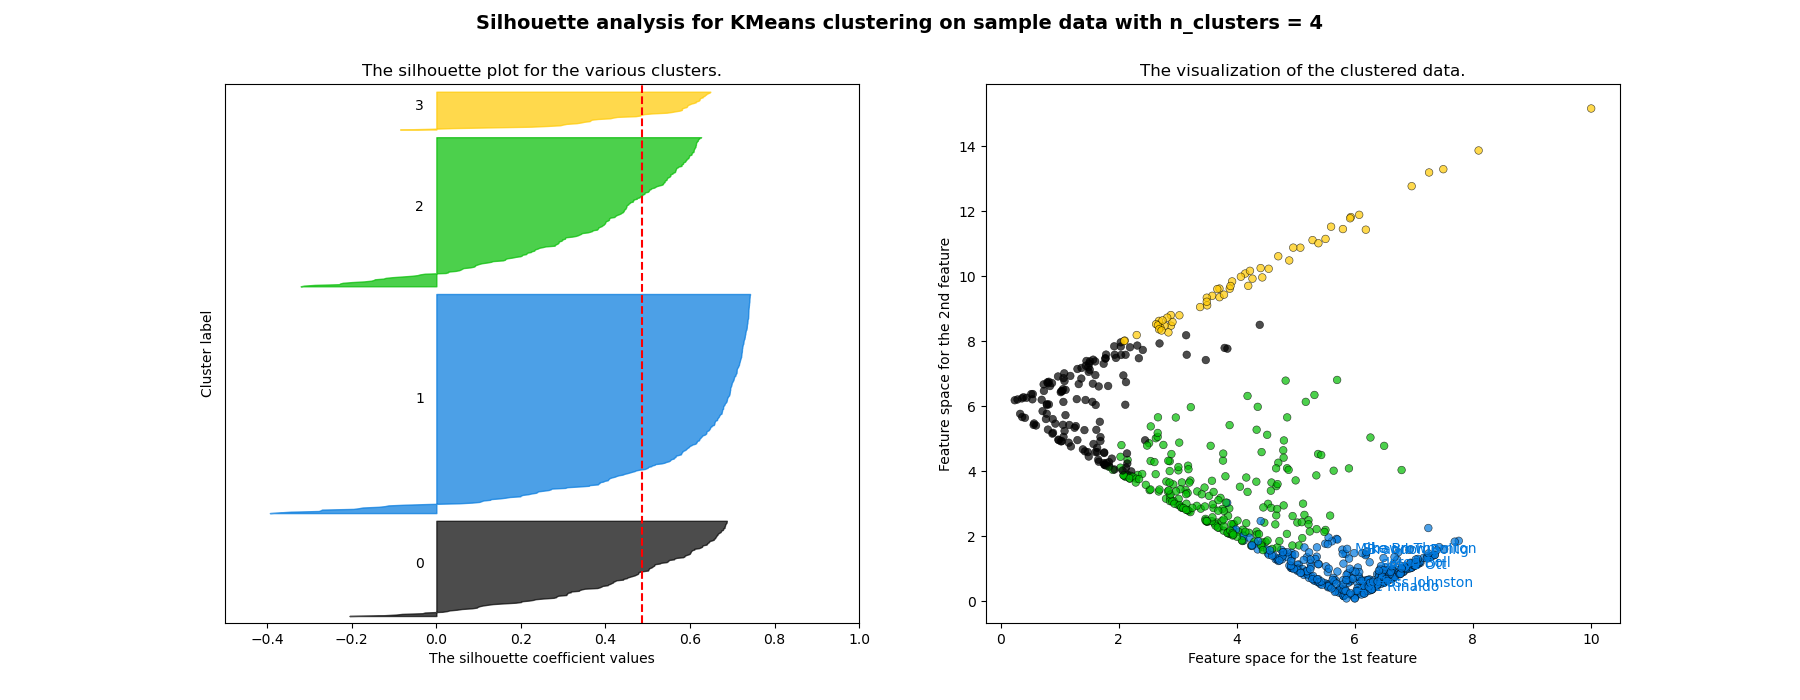 Silhouette analysis for KMeans clustering on sample data with n_clusters = 4
The silhouette plot for the various clusters.
3
2
1
0
Cluster label
−0.4 −0.2 0.0 0.2 0.4 0.6 0.8 1.0
The silhouette coefficient values
The visualization of the clustered data.
14
12
10
8
6
4
2
0
Feature space for the 2nd feature
Johnston
Rinaldo
0 2 4 6 8 10
Feature space for the 1st feature